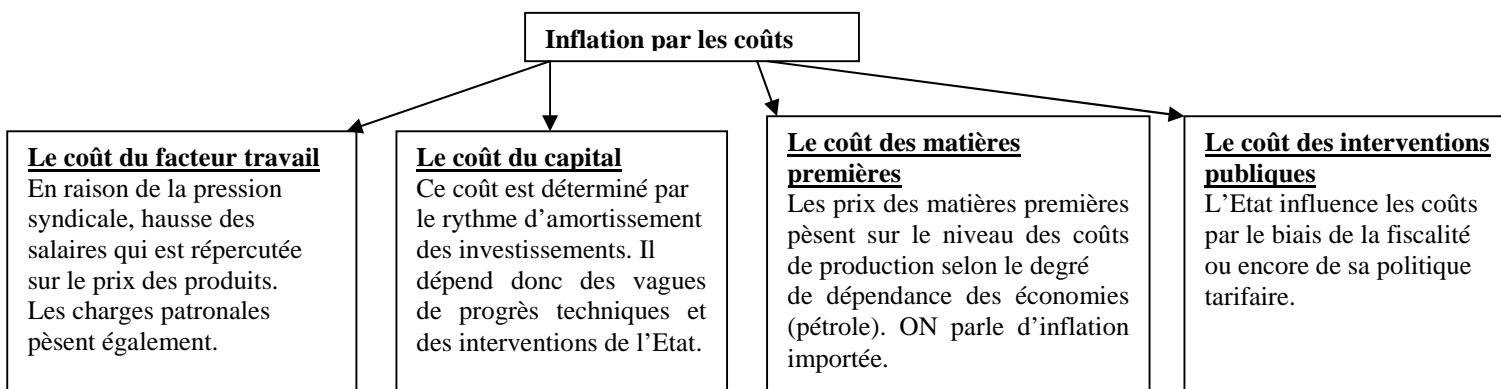 Inflation par les coûts
Le coût du facteur travail
En raison de la pression
syndicale, hausse des
salaires qui est répercutée
sur le prix des produits.
Les charges patronales
pèsent également.
Le coût du capital
Ce coût est déterminé par
le rythme d’amortissement
des investissements. Il
dépend donc des vagues
de progrès techniques et
des interventions de l’Etat.
Le coût des matières
premières
Les prix des matières premières
pèsent sur le niveau des coûts
de production selon le degré
de dépendance des économies
(pétrole). ON parle d’inflation
importée.
Le coût des interventions
publiques
L’Etat influence les coûts
par le biais de la fiscalité
ou encore de sa politique
tarifaire.